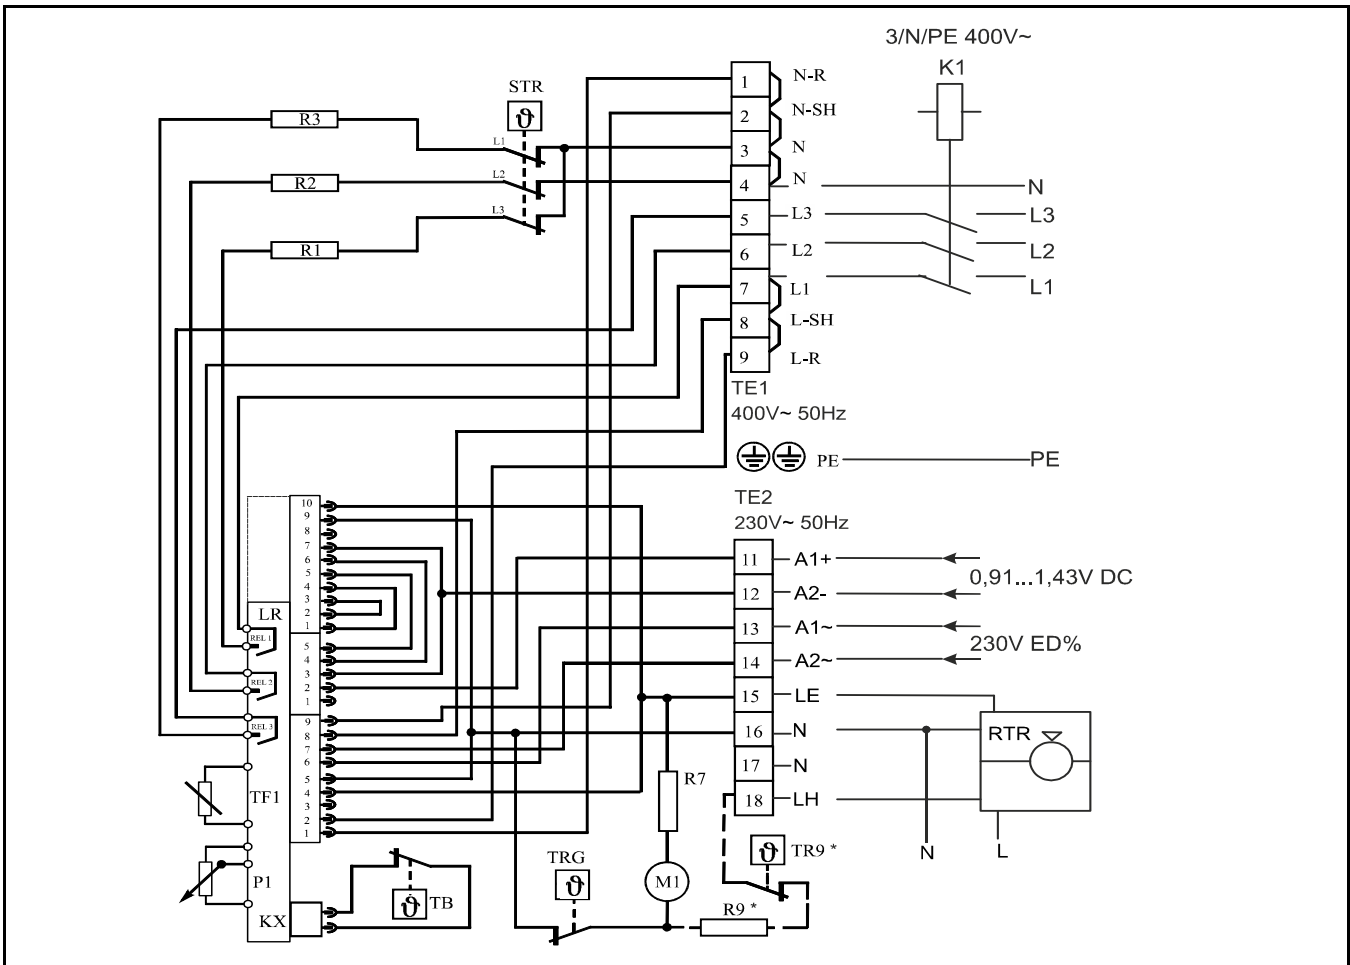 3/N/PE 400V~
K1
STR
ϑ
R3
L1
R2
L2
L3
R1
1 N-R
2 N-SH
3 N
4 N
5 L3
6 L2
7 L1
8 L-SH
9 L-R
N
L3
L2
L1
TE1
400V~ 50Hz
PE
PE
TE2
230V~ 50Hz
11 A1+
12 A2-
13 A1~
14 A2~
15 LE
16 N
17 N
18 LH
0,91...1,43V DC
230V ED%
RTR
N
L
10
9
8
7
6
5
4
3
2
1
LR
REL 1
5
4
3
2
1
REL 2
REL 3
9
8
7
6
5
4
3
2
1
TF1
P1
KX
ϑ TB
TRG
ϑ
R7
M1
ϑ TR9 *
R9 *